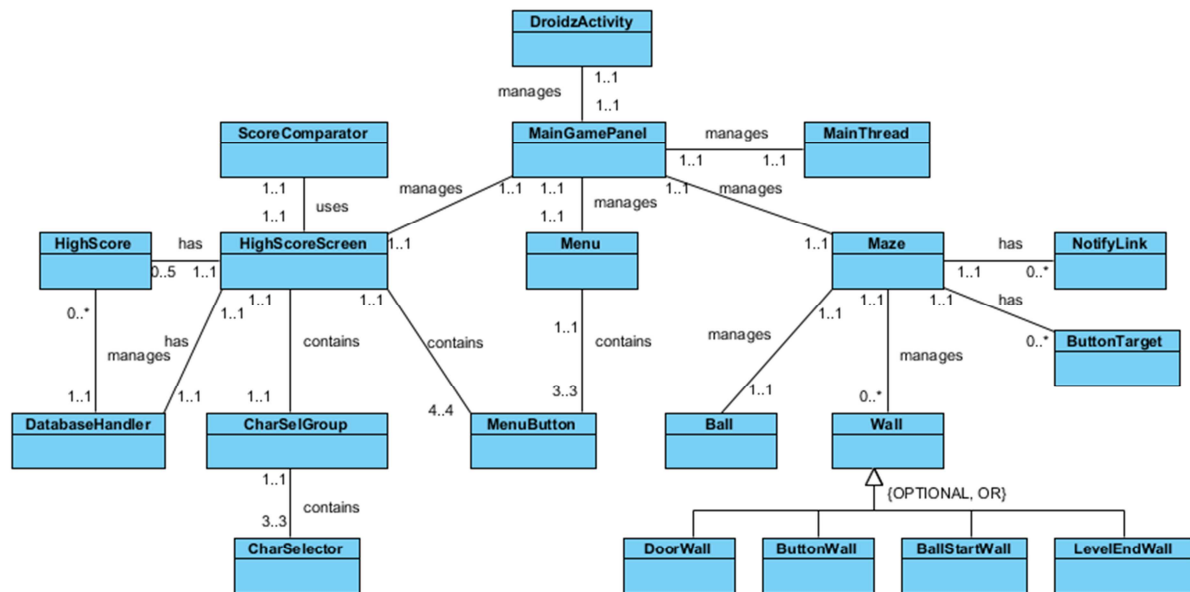 DroidzActivity
1..1
manages
1..1
ScoreComparator
MainGamePanel
manages
MainThread
1..1
1..1
1..1
manages
1..1
1..1
1..1
manages
1..1
uses
1..1
manages
HighScore
has
HighScoreScreen
1..1
Menu
1..1
Maze
has
NotifyLink
0..5
1..1
1..1
0..*
1..1
1..1
1..1
1..1
1..1
1..1
has
0..*
1..1
1..1
0..*
ButtonTarget
manages
has
contains
contains
contains
manages
manages
1..1
1..1
1..1
4..4
3..3
1..1
0..*
DatabaseHandler
CharSelGroup
MenuButton
Ball
Wall
1..1
contains
3..3
{OPTIONAL, OR}
CharSelector
DoorWall
ButtonWall
BallStartWall
LevelEndWall